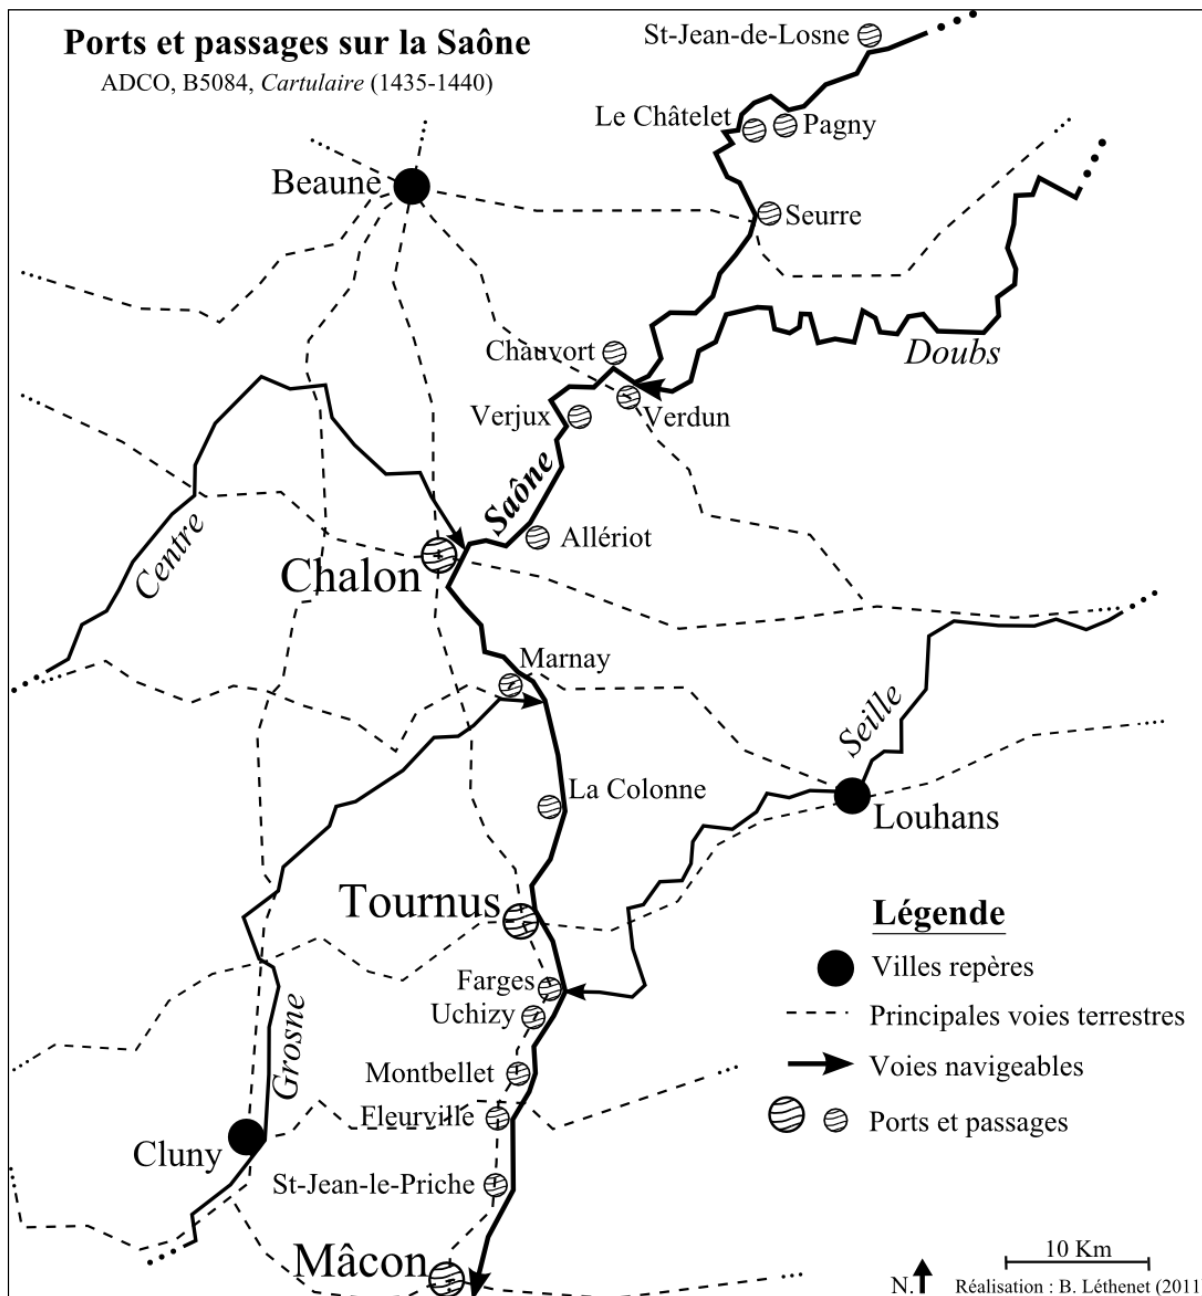 Ports et passages sur la Saône
ADCO, B5084, Cartulaire (1435-1440)
St-Jean-de-Losne
Le Châtelet
Pagny
Beaune
Seurre
Doubs
Chauvort
Verjux
Verdun
Saône
Centre
Allériot
Chalon
Marnay
Seille
La Colonne
Louhans
Tournus
Farges
Uchizy
Grosne
Montbellet
Fleurville
Cluny
St-Jean-le-Priche
Mâcon
Légende
Villes repères
Principales voies terrestres
Voies navigeables
Ports et passages
10 Km
N.
Réalisation : B. Léthenet (2011